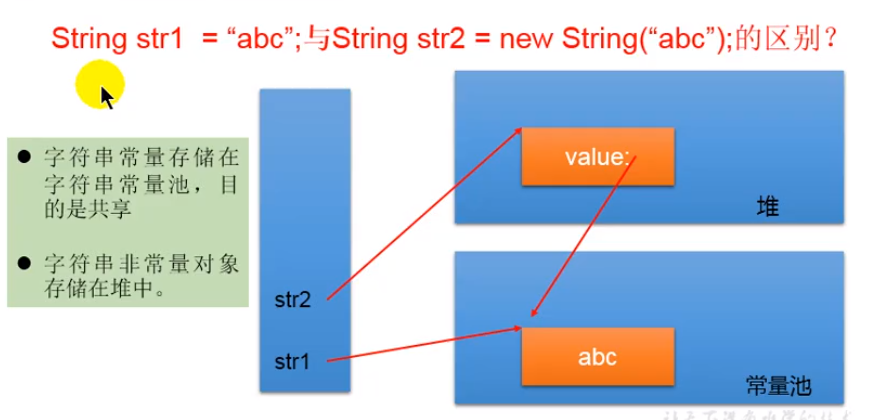 String str1 = “abc”;与String str2 = new String(“abc”);的区别？
● 字符串常量存储在
字符串常量池，目
的是共享
● 字符串非常量对象
存储在堆中。
str2
str1
value:
堆
abc
常量池